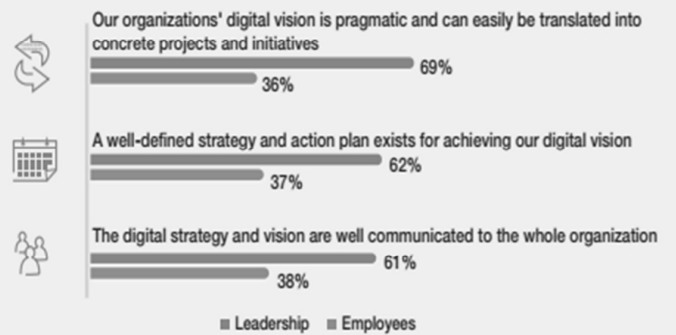 Our organizations' digital vision is pragmatic and can easily be translated into
concrete projects and initiatives
69%
36%
A well-defined strategy and action plan exists for achieving our digital vision
62%
37%
The digital strategy and vision are well communicated to the whole organization
61%
38%
Leadership Employees